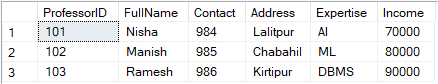 ProfessorID FullName Contact Address Expertise Income
1 101 Nisha 984 Lalitpur AI 70000
2 102 Manish 985 Chabahil ML 80000
3 103 Ramesh 986 Kirtipur DBMS 90000